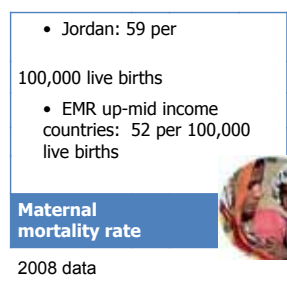 • Jordan: 59 per
100,000 live births
• EMR up-mid income
countries:  52 per 100,000
live births
Maternal
mortality rate
2008 data